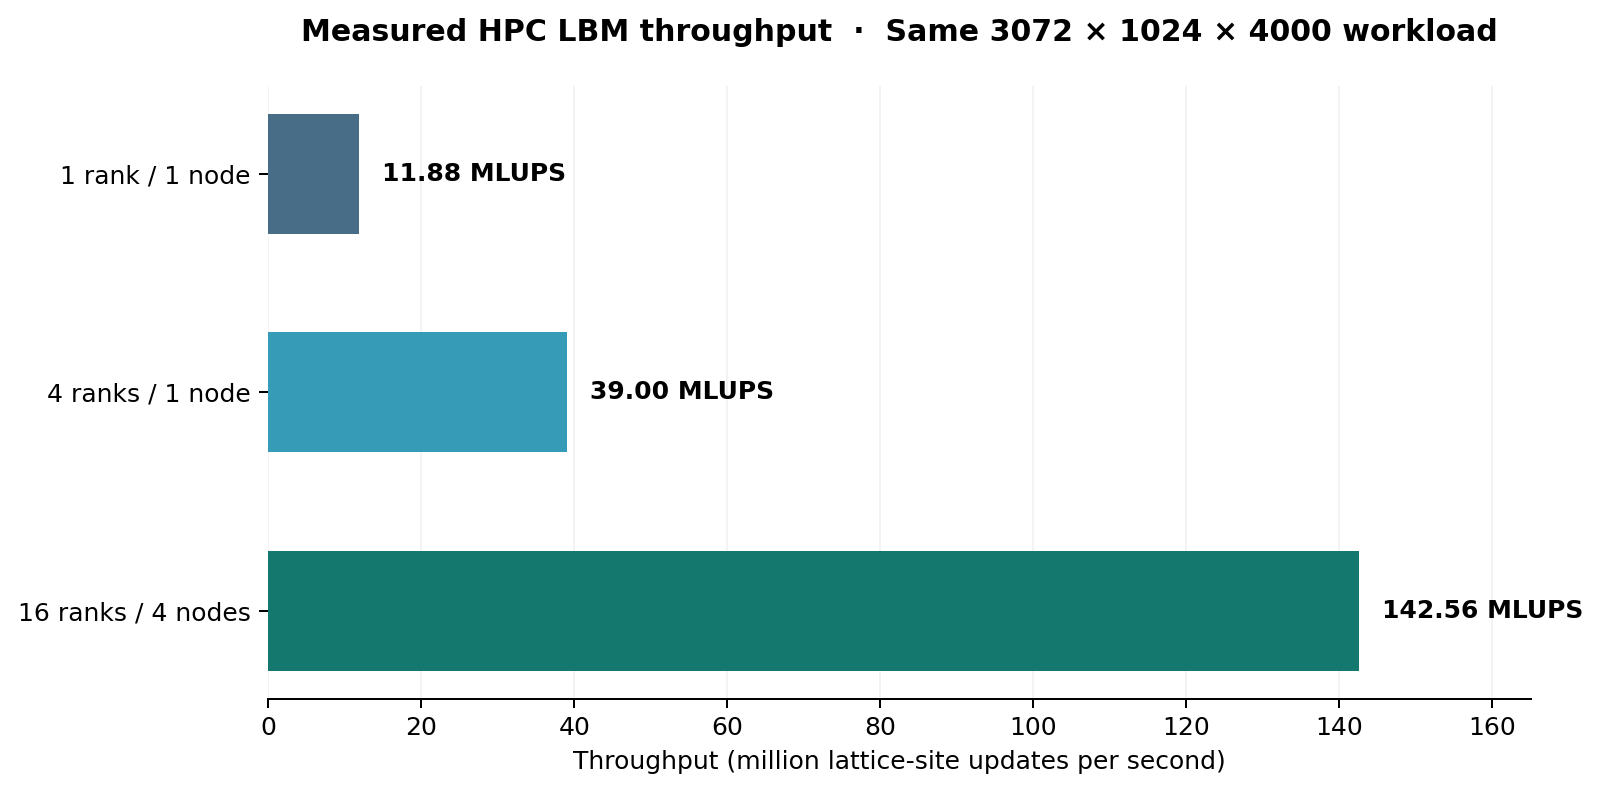 Measured HPC LBM throughput · Same 3072 × 1024 × 4000 workload
1 rank / 1 node
11.88 MLUPS
4 ranks / 1 node
39.00 MLUPS
16 ranks / 4 nodes
142.56 MLUPS
0 20 40 60 80 100 120 140 160
Throughput (million lattice-site updates per second)